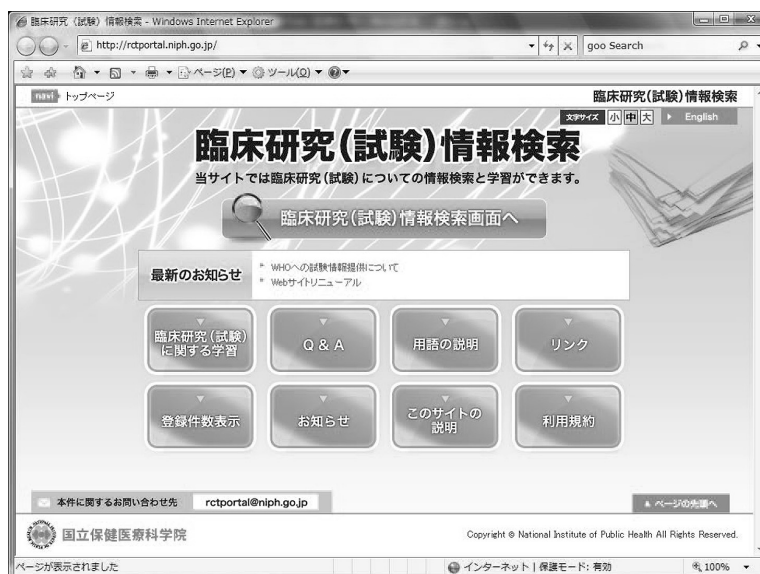 臨床研究(試験)情報検索 - Windows Internet Explorer
http://rctportal.niph.go.jp/
goo Search
ページ(P) ツール(O)
navi トップページ
臨床研究(試験)情報検索
文字サイズ 小 中 大 English
臨床研究(試験)情報検索
当サイトでは臨床研究(試験)についての情報検索と学習ができます。
臨床研究(試験)情報検索画面へ
最新のお知らせ
* WHOへの試験情報提供について
* Webサイトリニューアル
臨床研究(試験)
に関する学習
Q & A
用語の説明
リンク
登録件数表示
お知らせ
このサイトの
説明
利用規約
本件に関するお問い合わせ先 rctportal@niph.go.jp
ページの先頭へ
国立保健医療科学院
Copyright © National Institute of Public Health All Rights Reserved.
ページが表示されました
インターネット | 保護モード: 有効
100%